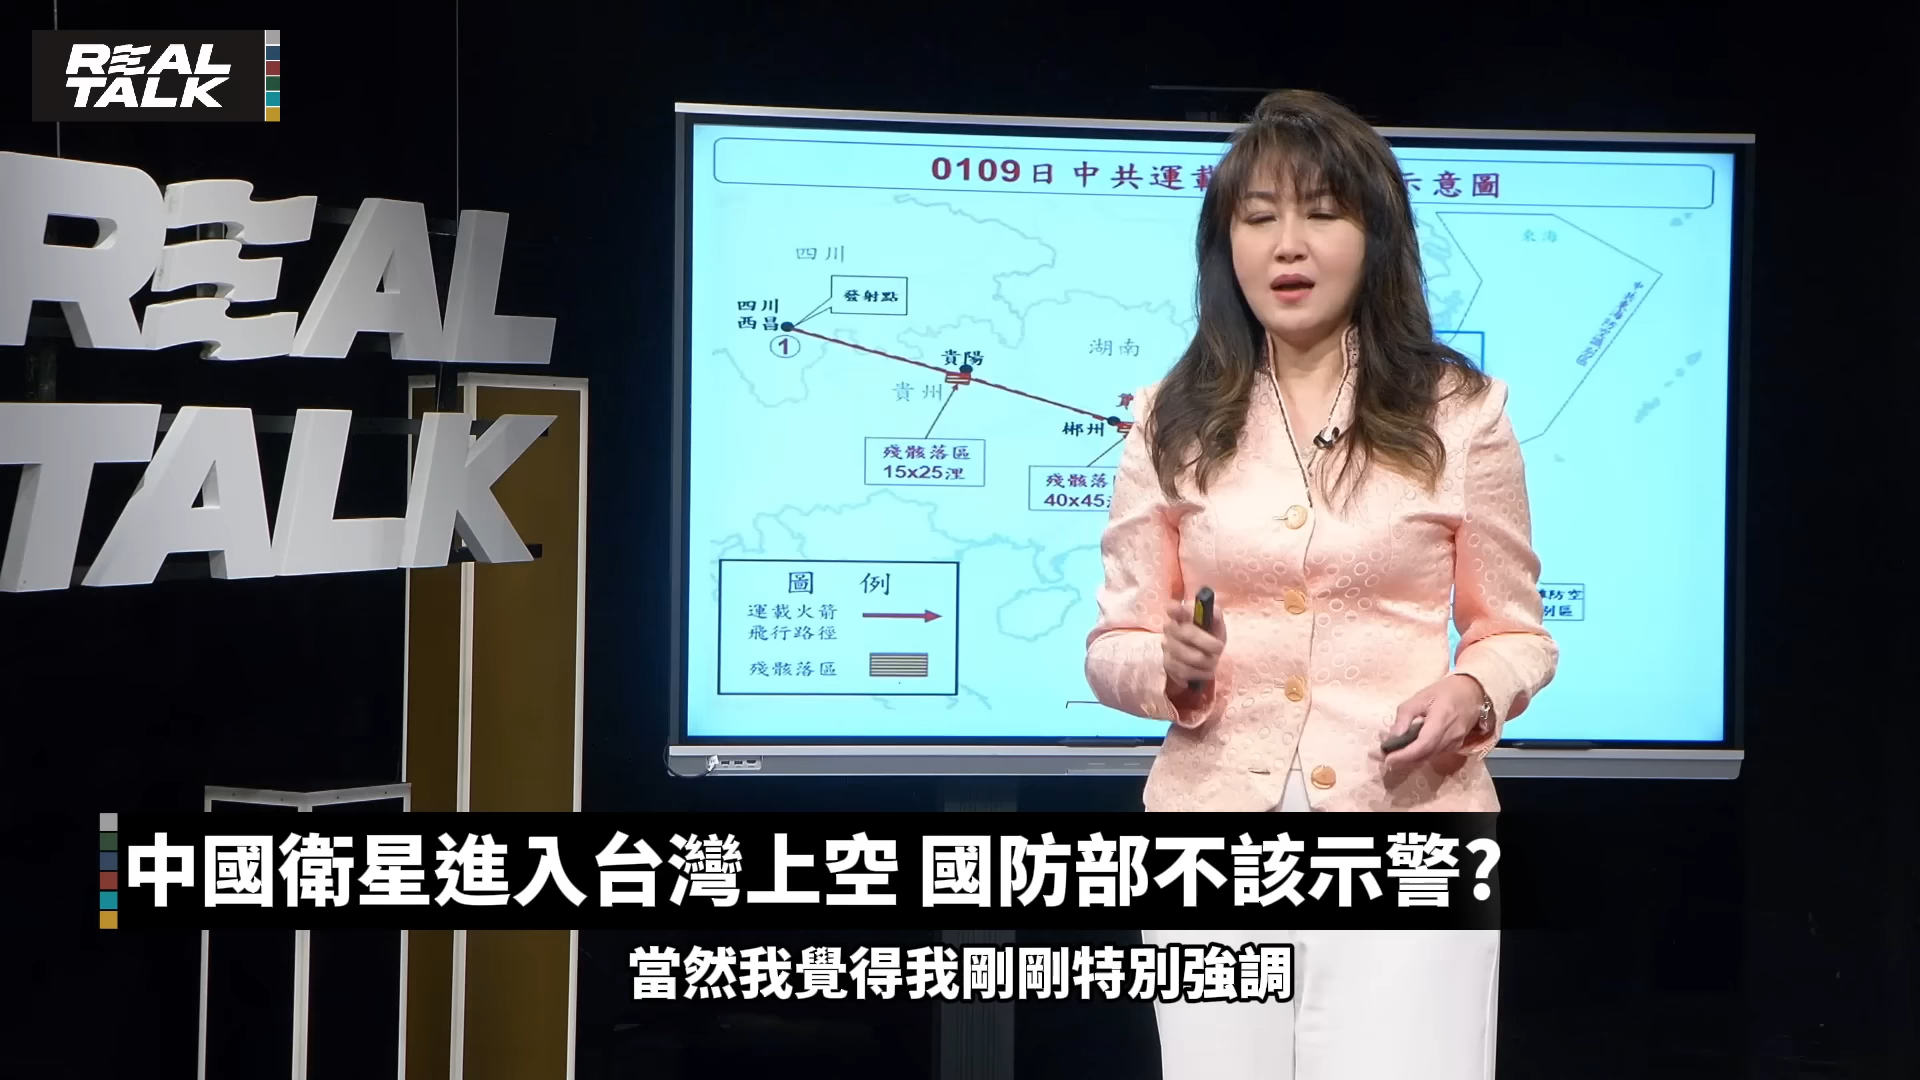 REAL
TALK
REAL
TALK
0109日中共運載
示意圖
東海
四川
發射點
四川
西昌
1
貴陽
湖南
貴州
郴州
殘骸落區
15x25浬
殘骸落
40x45
圖 例
運載火箭
飛行路徑
殘骸落區
防空
別區
中國衛星進入台灣上空 國防部不該示警?
當然我覺得我剛剛特別強調